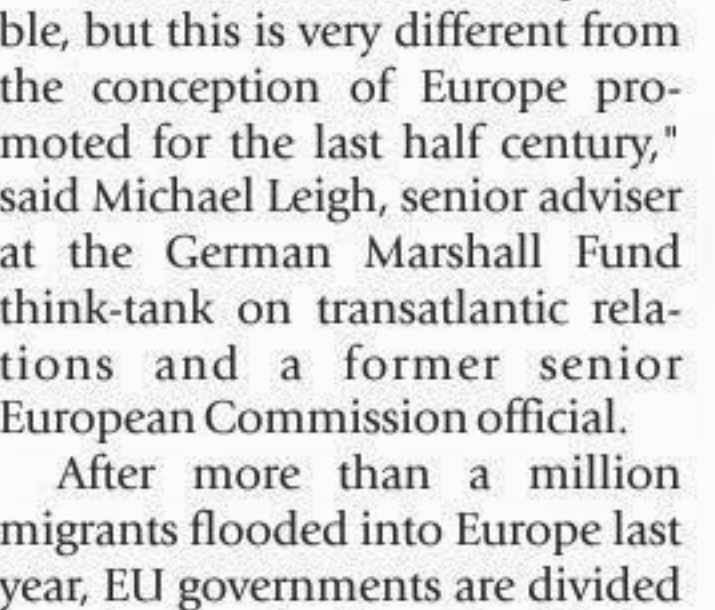 ble, but this is very different from
the conception of Europe pro-
moted for the last half century,"
said Michael Leigh, senior adviser
at the German Marshall Fund
think-tank on transatlantic rela-
tions and a former senior
European Commission official.
After more than a million
migrants flooded into Europe last
year, EU governments are divided